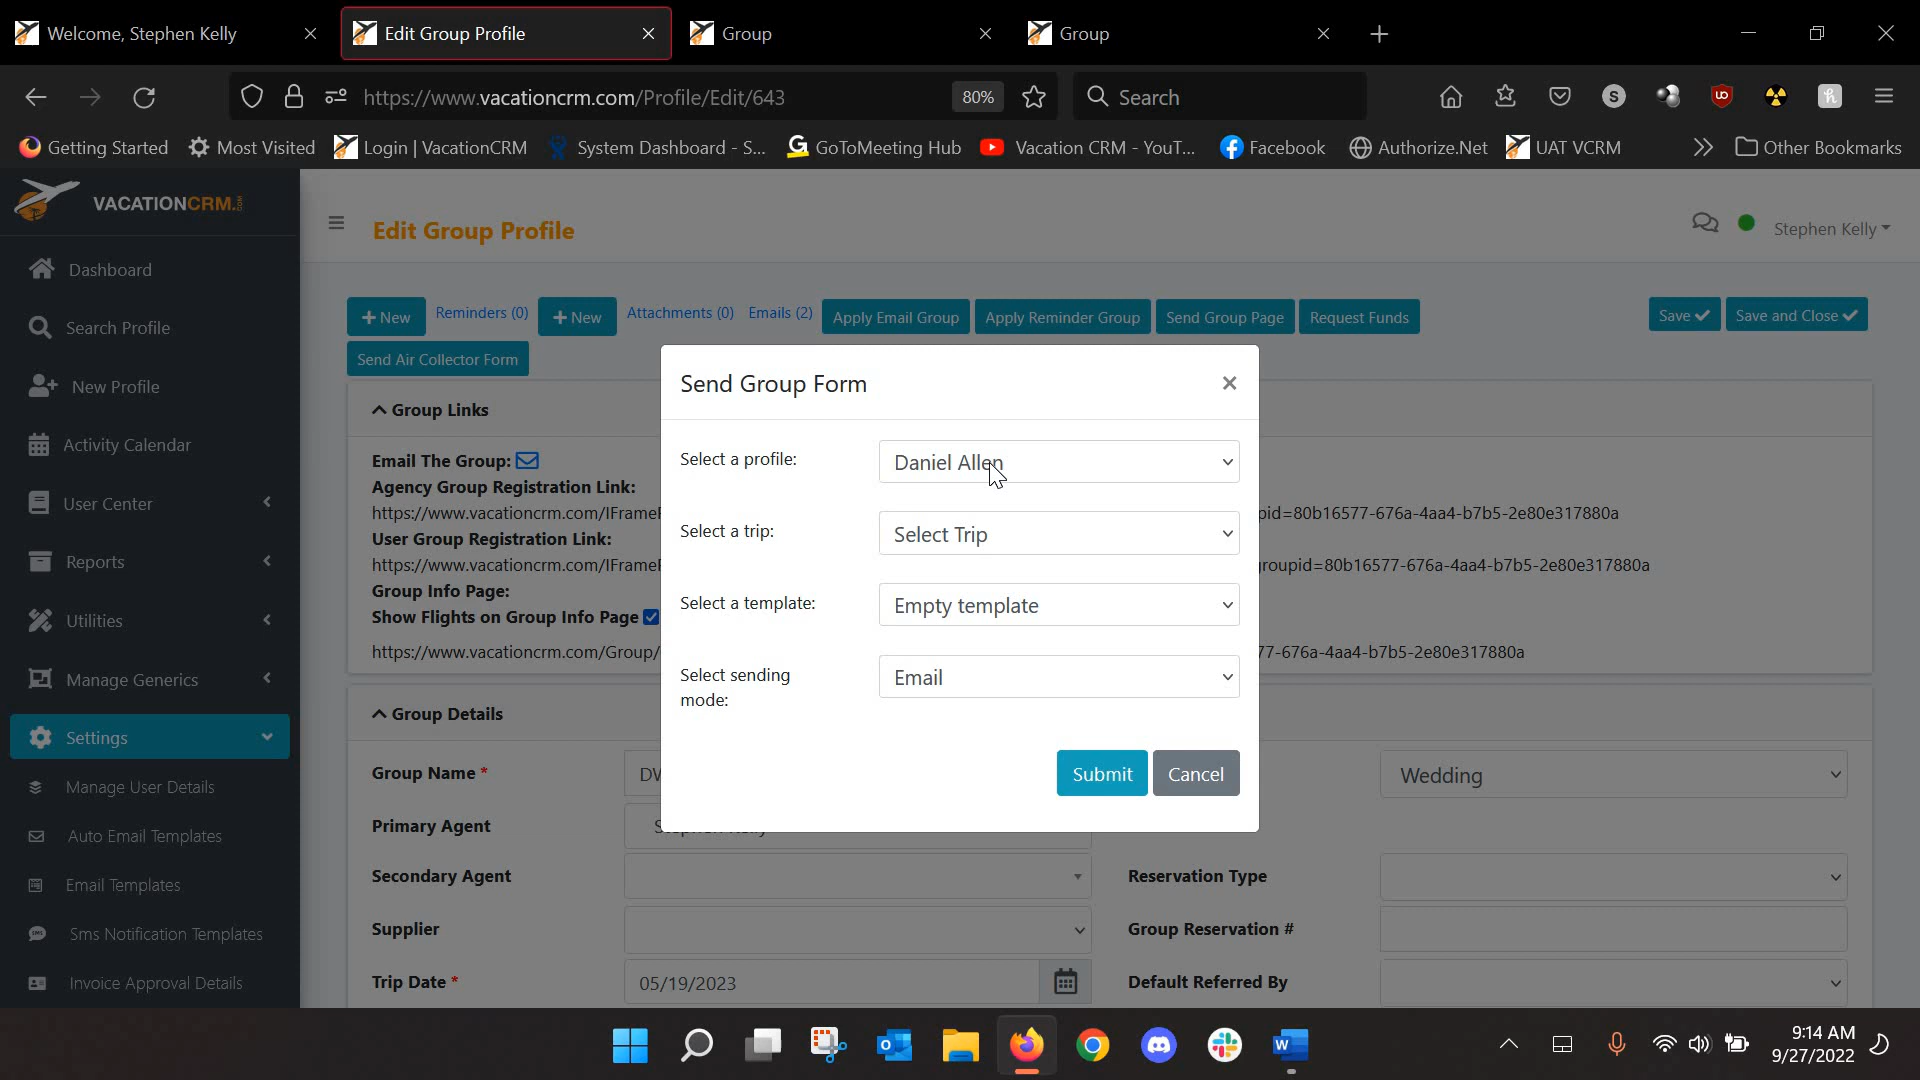 Welcome, Stephen Kelly
Edit Group Profile
Group
Group
https://www.vacationcrm.com/Profile/Edit/643
80%
Search
S
Getting Started
Most Visited
Login | VacationCRM
System Dashboard - S...
GoToMeeting Hub
Vacation CRM - YouT...
Facebook
Authorize.Net
UAT VCRM
Other Bookmarks
VACATIONCRM.
Edit Group Profile
Stephen Kelly
Dashboard
Search Profile
New Profile
Activity Calendar
User Center
Reports
Utilities
Manage Generics
Settings
Manage User Details
Auto Email Templates
Email Templates
Sms Notification Templates
Invoice Approval Details
+ New
Reminders (0)
+ New
Attachments (0)
Emails (2)
Apply Email Group
Apply Reminder Group
Send Group Page
Request Funds
Save
Save and Close
Send Air Collector Form
Group Links
Email The Group:
Agency Group Registration Link:
https://www.vacationcrm.com/IFrame
pid=80b16577-676a-4aa4-b7b5-2e80e317880a
User Group Registration Link:
https://www.vacationcrm.com/IFrame
groupid=80b16577-676a-4aa4-b7b5-2e80e317880a
Group Info Page:
Show Flights on Group Info Page
https://www.vacationcrm.com/Group/
77-676a-4aa4-b7b5-2e80e317880a
Send Group Form
Select a profile:
Daniel Allen
Select a trip:
Select Trip
Select a template:
Empty template
Select sending
mode:
Email
Submit
Cancel
Group Details
Group Name *
Wedding
Primary Agent
Secondary Agent
Reservation Type
Supplier
Group Reservation #
Trip Date *
05/19/2023
Default Referred By
9:14 AM
9/27/2022